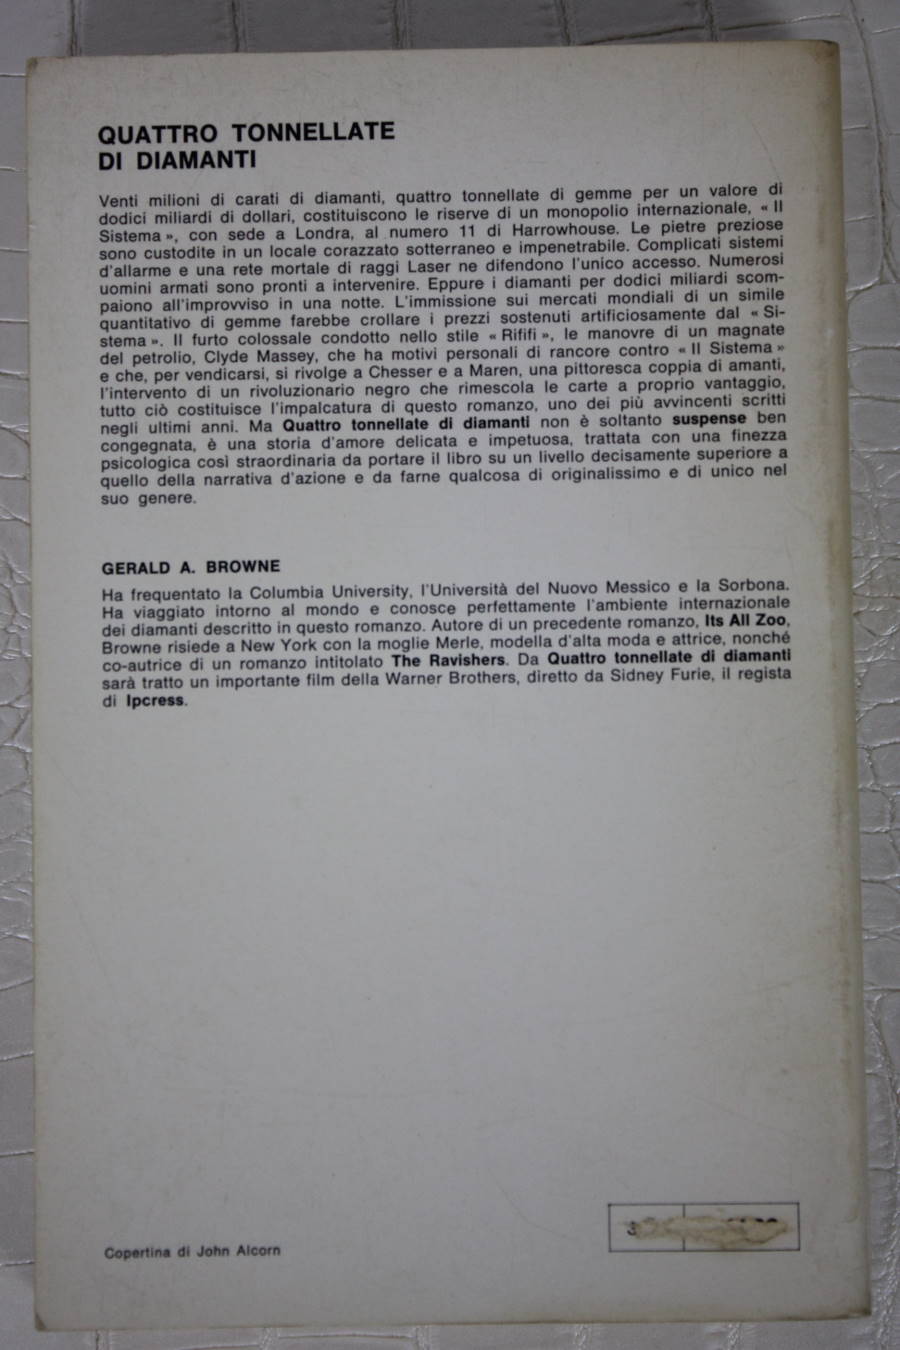 QUATTRO TONNELLATE
DI DIAMANTI
Venti milioni di carati di diamanti, quattro tonnellate di gemme per un valore di
dodici miliardi di dollari, costituiscono le riserve di un monopolio internazionale, « Il
Sistema », con sede a Londra, al numero 11 di Harrowhouse. Le pietre preziose
sono custodite in un locale corazzato sotterraneo e impenetrabile. Complicati sistemi
d'allarme e una rete mortale di raggi Laser ne difendono l'unico accesso. Numerosi
uomini armati sono pronti a intervenire. Eppure i diamanti per dodici miliardi scom-
paiono all'improvviso in una notte. L'immissione sui mercati mondiali di un simile
quantitativo di gemme farebbe crollare i prezzi sostenuti artificiosamente dal « Si-
stema ». Il furto colossale condotto nello stile « Rififi », le manovre di un magnate
del petrolio, Clyde Massey, che ha motivi personali di rancore contro « Il Sistema »
e che, per vendicarsi, si rivolge a Chesser e a Maren, una pittoresca coppia di amanti,
l'intervento di un rivoluzionario negro che rimescola le carte a proprio vantaggio,
tutto ciò costituisce l'impalcatura di questo romanzo, uno dei più avvincenti scritti
negli ultimi anni. Ma Quattro tonnellate di diamanti non è soltanto suspense ben
congegnata, è una storia d'amore delicata e impetuosa, trattata con una finezza
psicologica così straordinaria da portare il libro su un livello decisamente superiore a
quello della narrativa d'azione e da farne qualcosa di originalissimo e di unico nel
suo genere.
GERALD A. BROWNE
Ha frequentato la Columbia University, l'Università del Nuovo Messico e la Sorbona.
Ha viaggiato intorno al mondo e conosce perfettamente l'ambiente internazionale
dei diamanti descritto in questo romanzo. Autore di un precedente romanzo, Its All Zoo,
Browne risiede a New York con la moglie Merle, modella d'alta moda e attrice, nonché
co-autrice di un romanzo intitolato The Ravishers. Da Quattro tonnellate di diamanti
sarà tratto un importante film della Warner Brothers, diretto da Sidney Furie, il regista
di Ipcress.
Copertina di John Alcorn